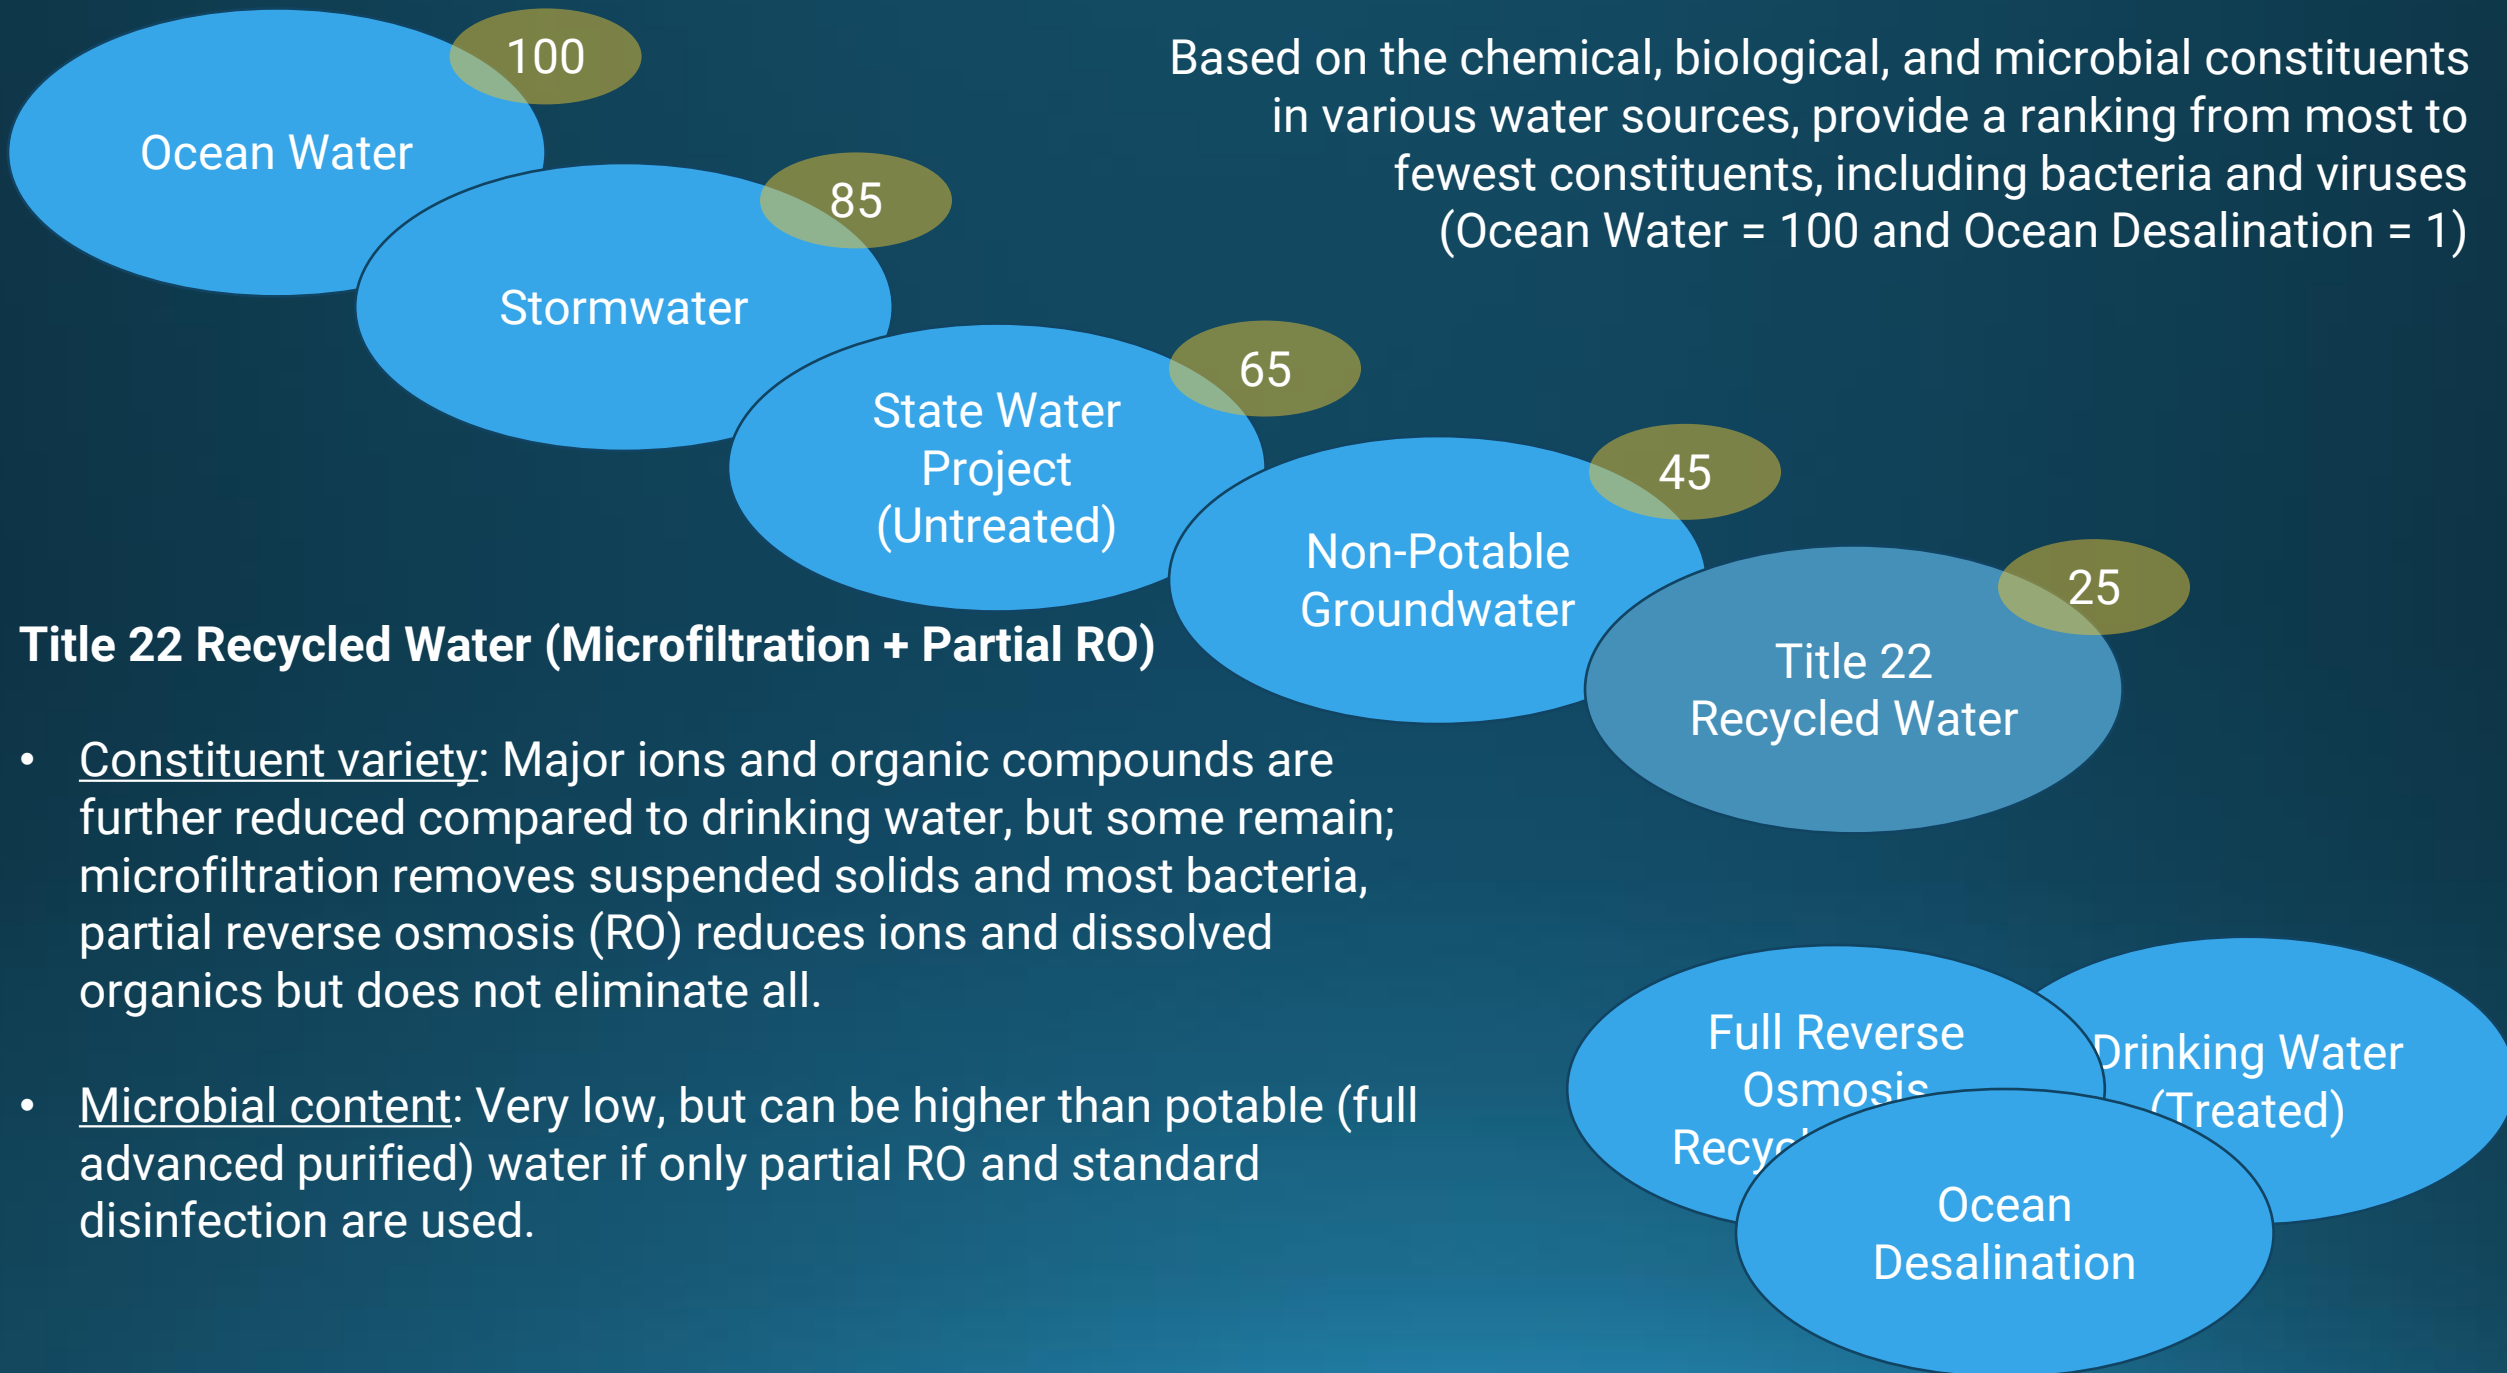 100
Ocean Water
Based on the chemical, biological, and microbial constituents
in various water sources, provide a ranking from most to
fewest constituents, including bacteria and viruses
(Ocean Water = 100 and Ocean Desalination = 1)
85
Stormwater
65
State Water
Project
(Untreated)
45
Non-Potable
Groundwater
25
Title 22
Recycled Water
Title 22 Recycled Water (Microfiltration + Partial RO)
• Constituent variety: Major ions and organic compounds are
further reduced compared to drinking water, but some remain;
microfiltration removes suspended solids and most bacteria,
partial reverse osmosis (RO) reduces ions and dissolved
organics but does not eliminate all.
• Microbial content: Very low, but can be higher than potable (full
advanced purified) water if only partial RO and standard
disinfection are used.
Full Reverse
Osmosis
Drinking Water
(Treated)
Ocean
Desalination